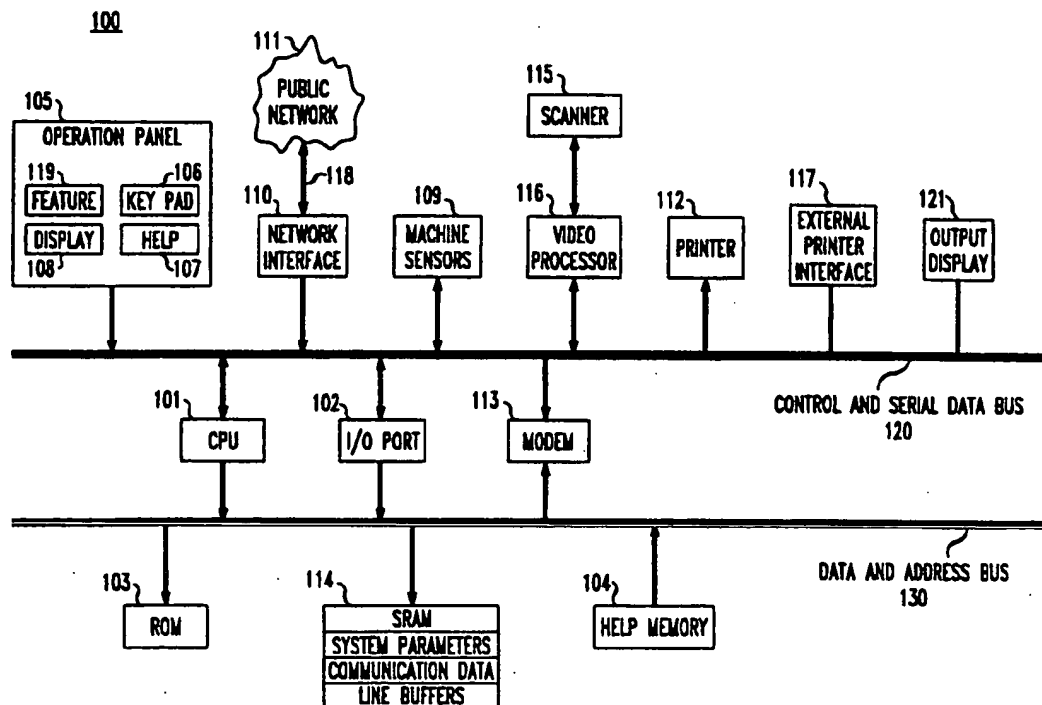 100
111
PUBLIC
NETWORK
115
SCANNER
105
OPERATION PANEL
119
106
FEATURE
KEY PAD
DISPLAY
HELP
108
107
118
110
NETWORK
INTERFACE
109
MACHINE
SENSORS
116
VIDEO
PROCESSOR
112
PRINTER
117
EXTERNAL
PRINTER
INTERFACE
121
OUTPUT
DISPLAY
101
CPU
102
I/O PORT
113
MODEM
CONTROL AND SERIAL DATA BUS
120
103
ROM
114
SRAM
SYSTEM PARAMETERS
COMMUNICATION DATA
LINE BUFFERS
104
HELP MEMORY
DATA AND ADDRESS BUS
130